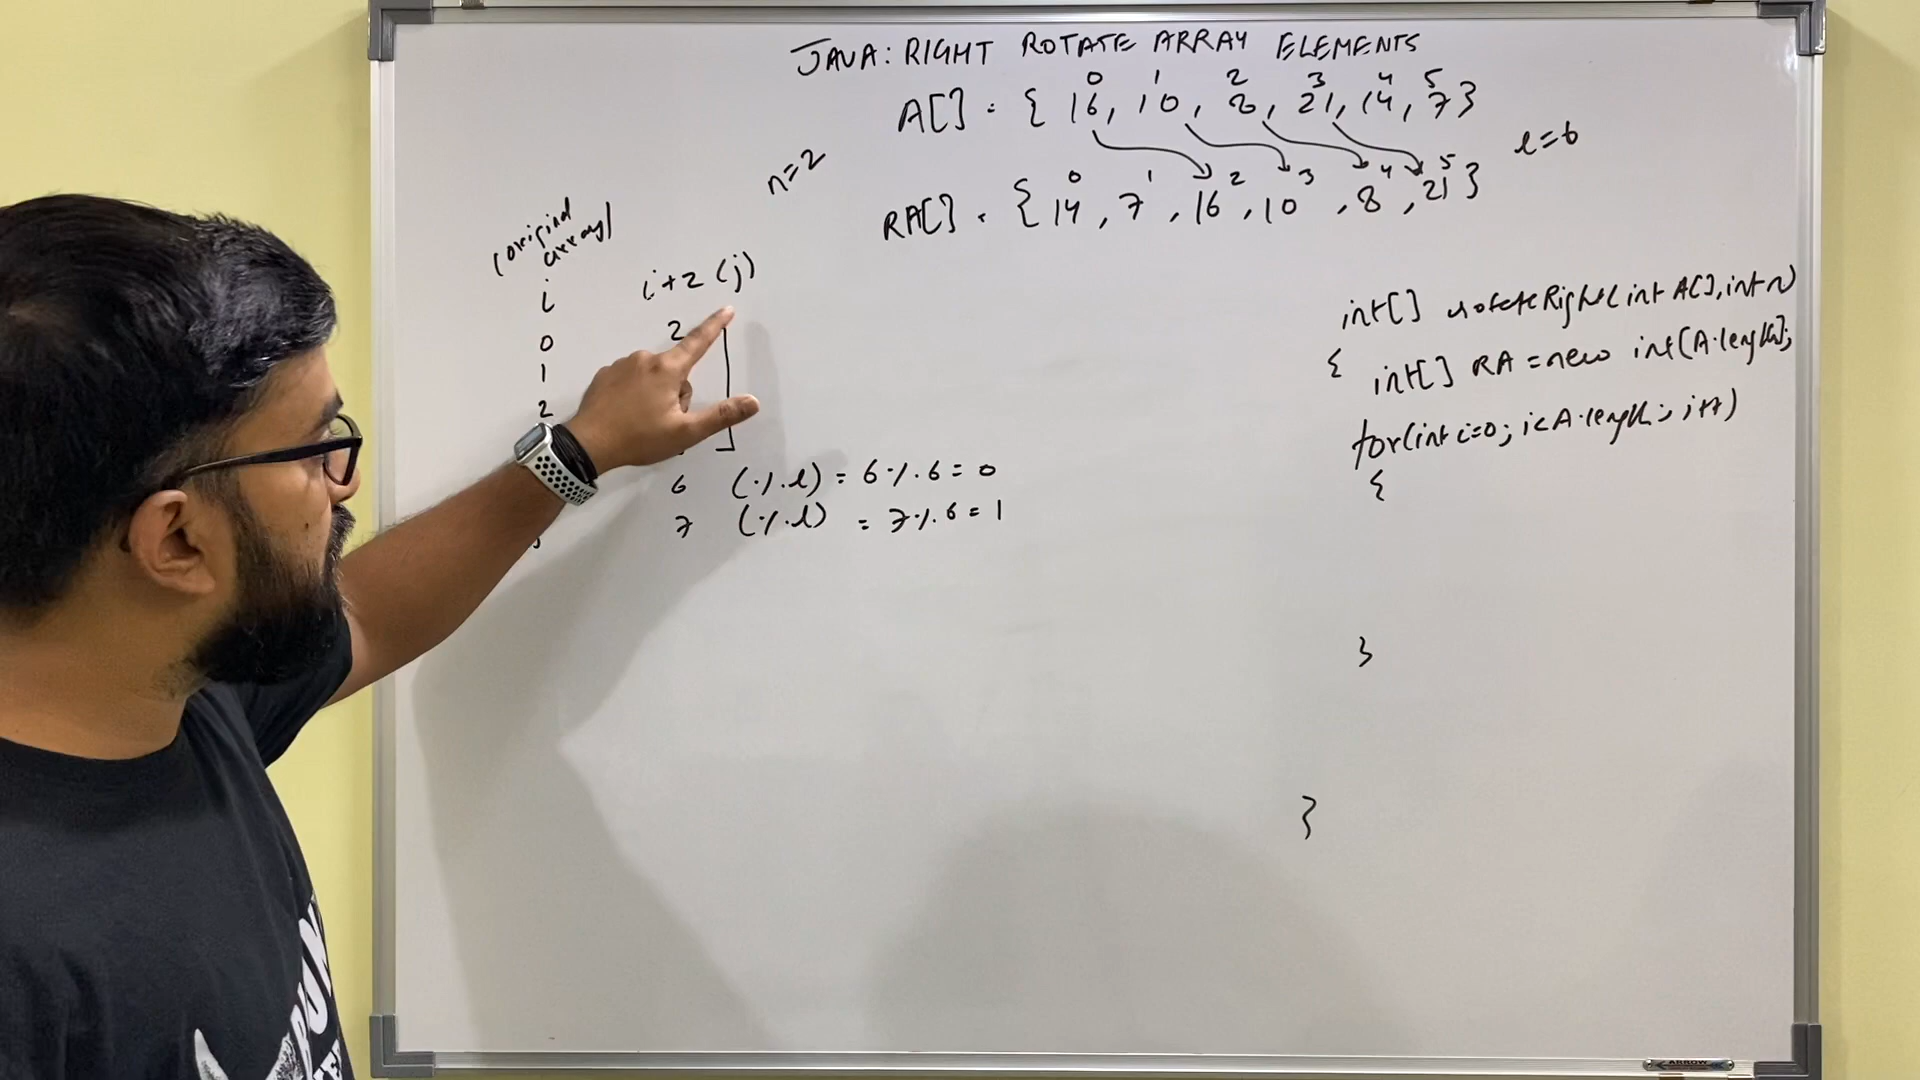 JAVA: RIGHT ROTATE ARRAY ELEMENTS
0 1 2 3 4 5
A[] = { 16, 10, 8, 21, 14, 7 }
n=2
l=6
0 1 2 3 4 5
RA[] = { 14, 7, 16, 10, 8, 21 }
(original array)
i i+2 (j)
0 2
1
2
6 (%l) = 6 % 6 = 0
7 (%l) = 7 % 6 = 1
int[] rotateRight(int A[], int n)
{ int[] RA = new int[A.length];
for(int i=0; i<A.length; i++)
{
}
}
ARROW